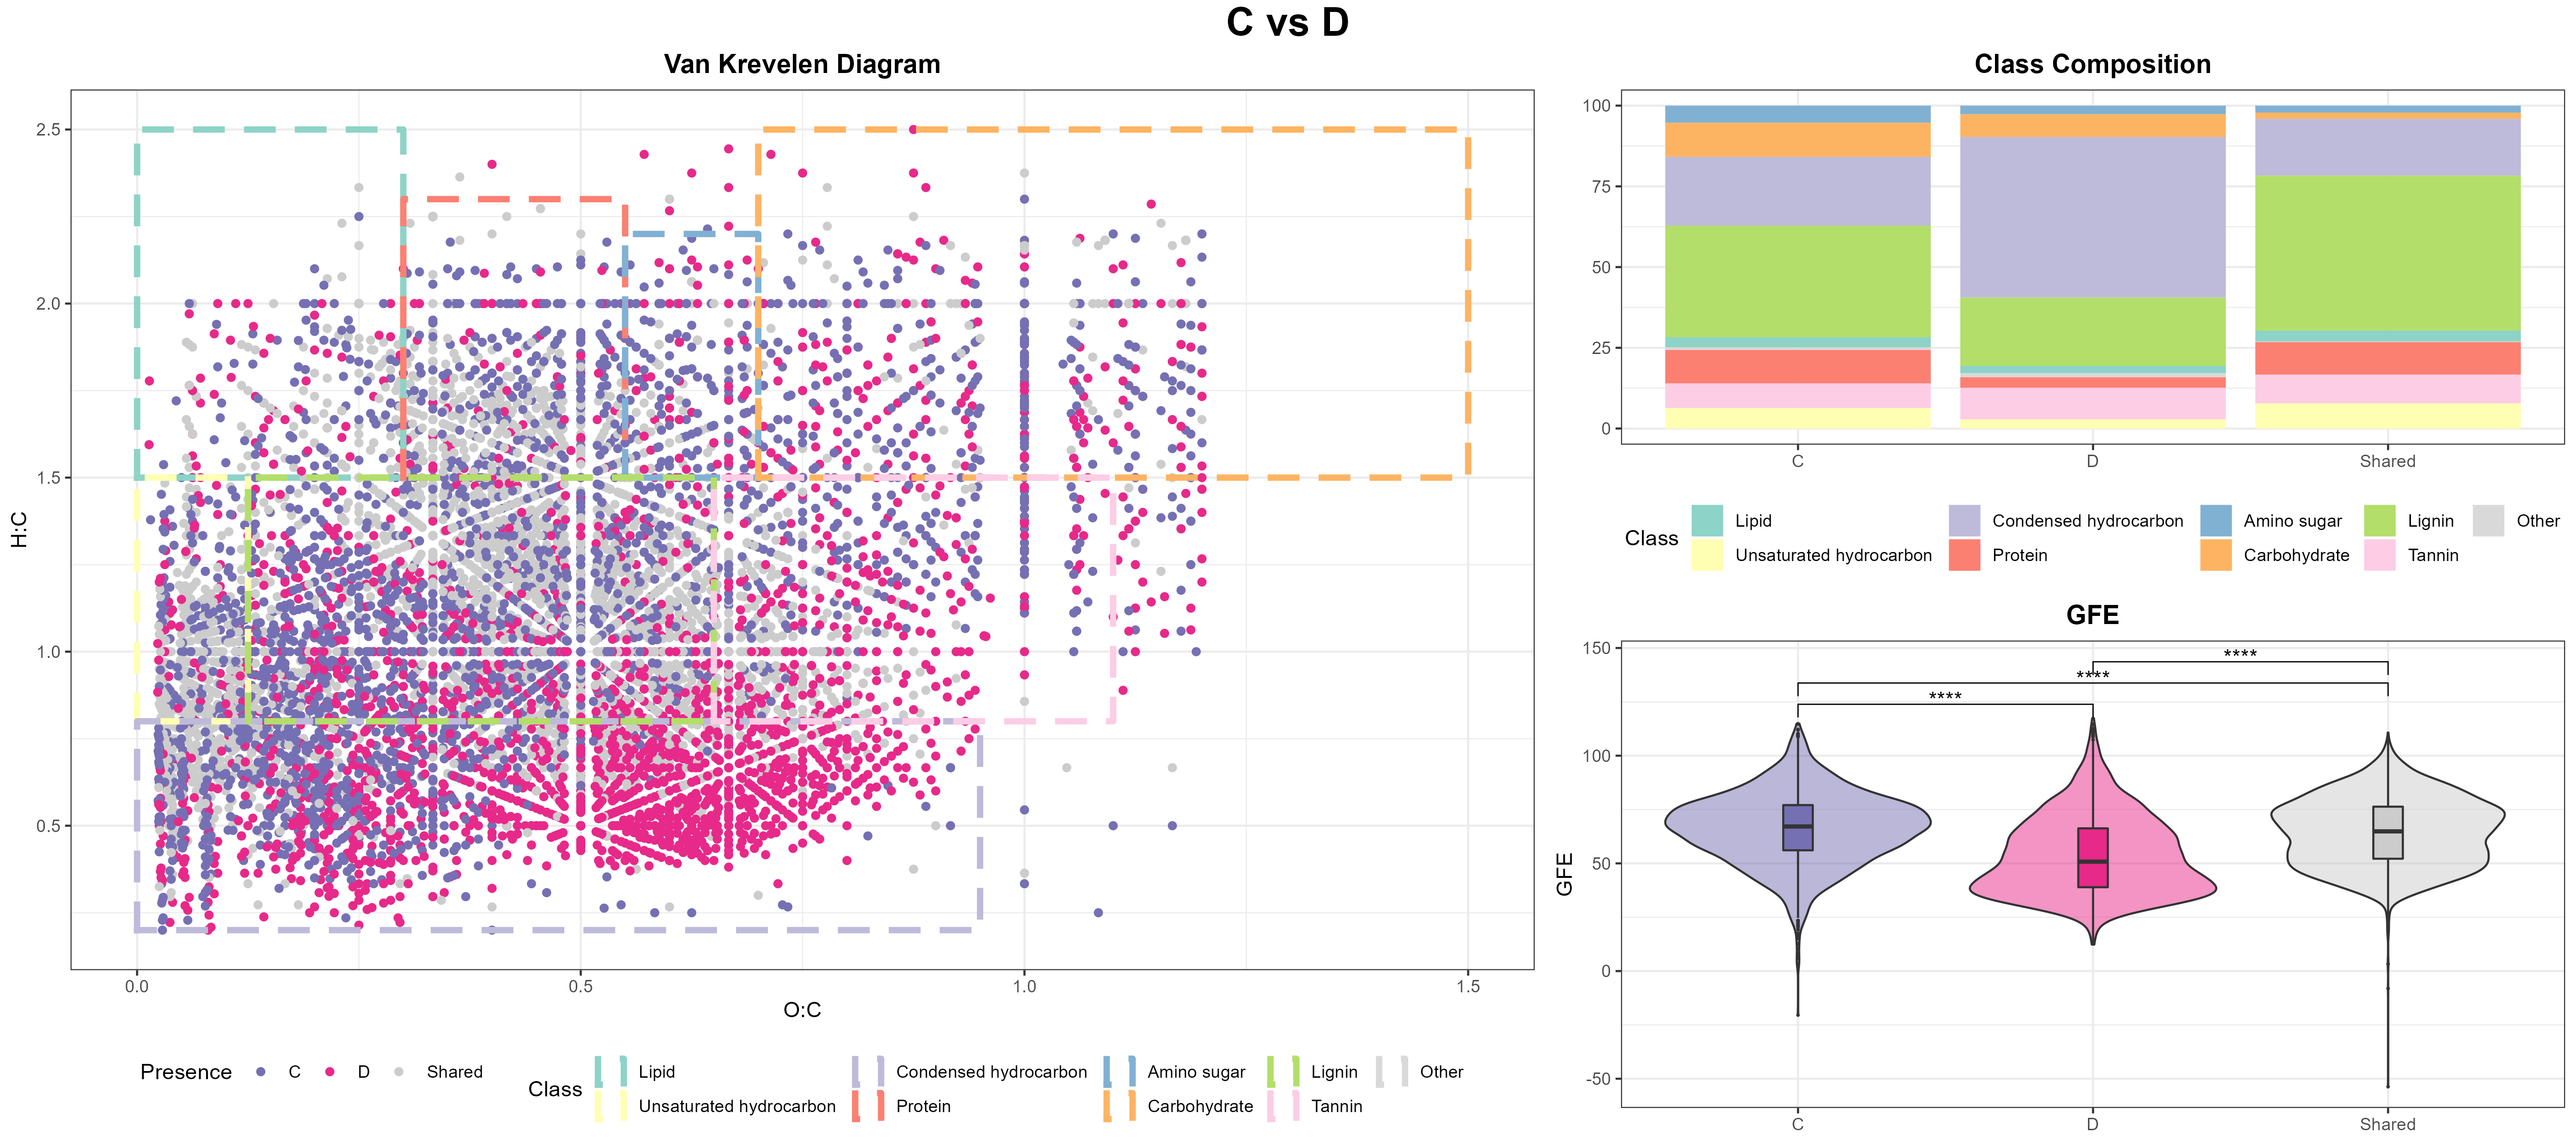 C vs D
Van Krevelen Diagram
H:C
2.5
2.0
1.5
1.0
0.5
0.0 0.5 1.0 1.5
O:C
Presence C D Shared
Class
Lipid Condensed hydrocarbon Amino sugar Lignin Other
Unsaturated hydrocarbon Protein Carbohydrate Tannin
Class Composition
100
75
50
25
0
C D Shared
Class
Lipid Condensed hydrocarbon Amino sugar Lignin Other
Unsaturated hydrocarbon Protein Carbohydrate Tannin
GFE
GFE
150
100
50
0
-50
****
****
****
C D Shared